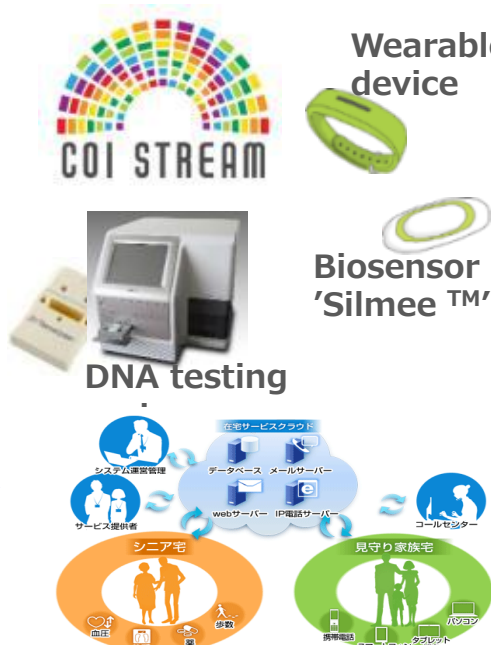 COI STREAM
Wearable
device
Biosensor
’Silmee ™’
DNA testing
在宅サービスクラウド
データベース メールサーバー
システム運営管理
webサーバー IP電話サーバー
サービス提供者
コールセンター
シニア宅
見守り家族宅
血圧
歩数
薬
携帯電話
タブレット
パソコン